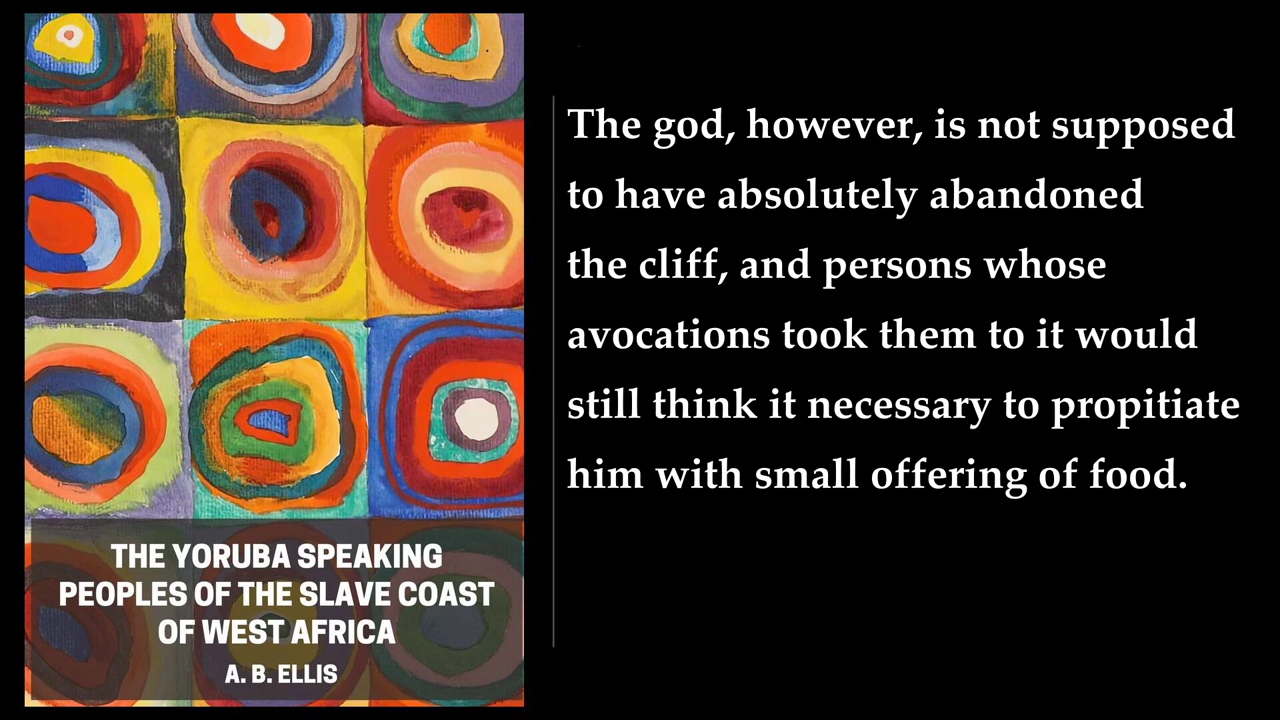 The god, however, is not supposed
to have absolutely abandoned
the cliff, and persons whose
avocations took them to it would
still think it necessary to propitiate
him with small offering of food.
THE YORUBA SPEAKING
PEOPLES OF THE SLAVE COAST
OF WEST AFRICA
A. B. ELLIS